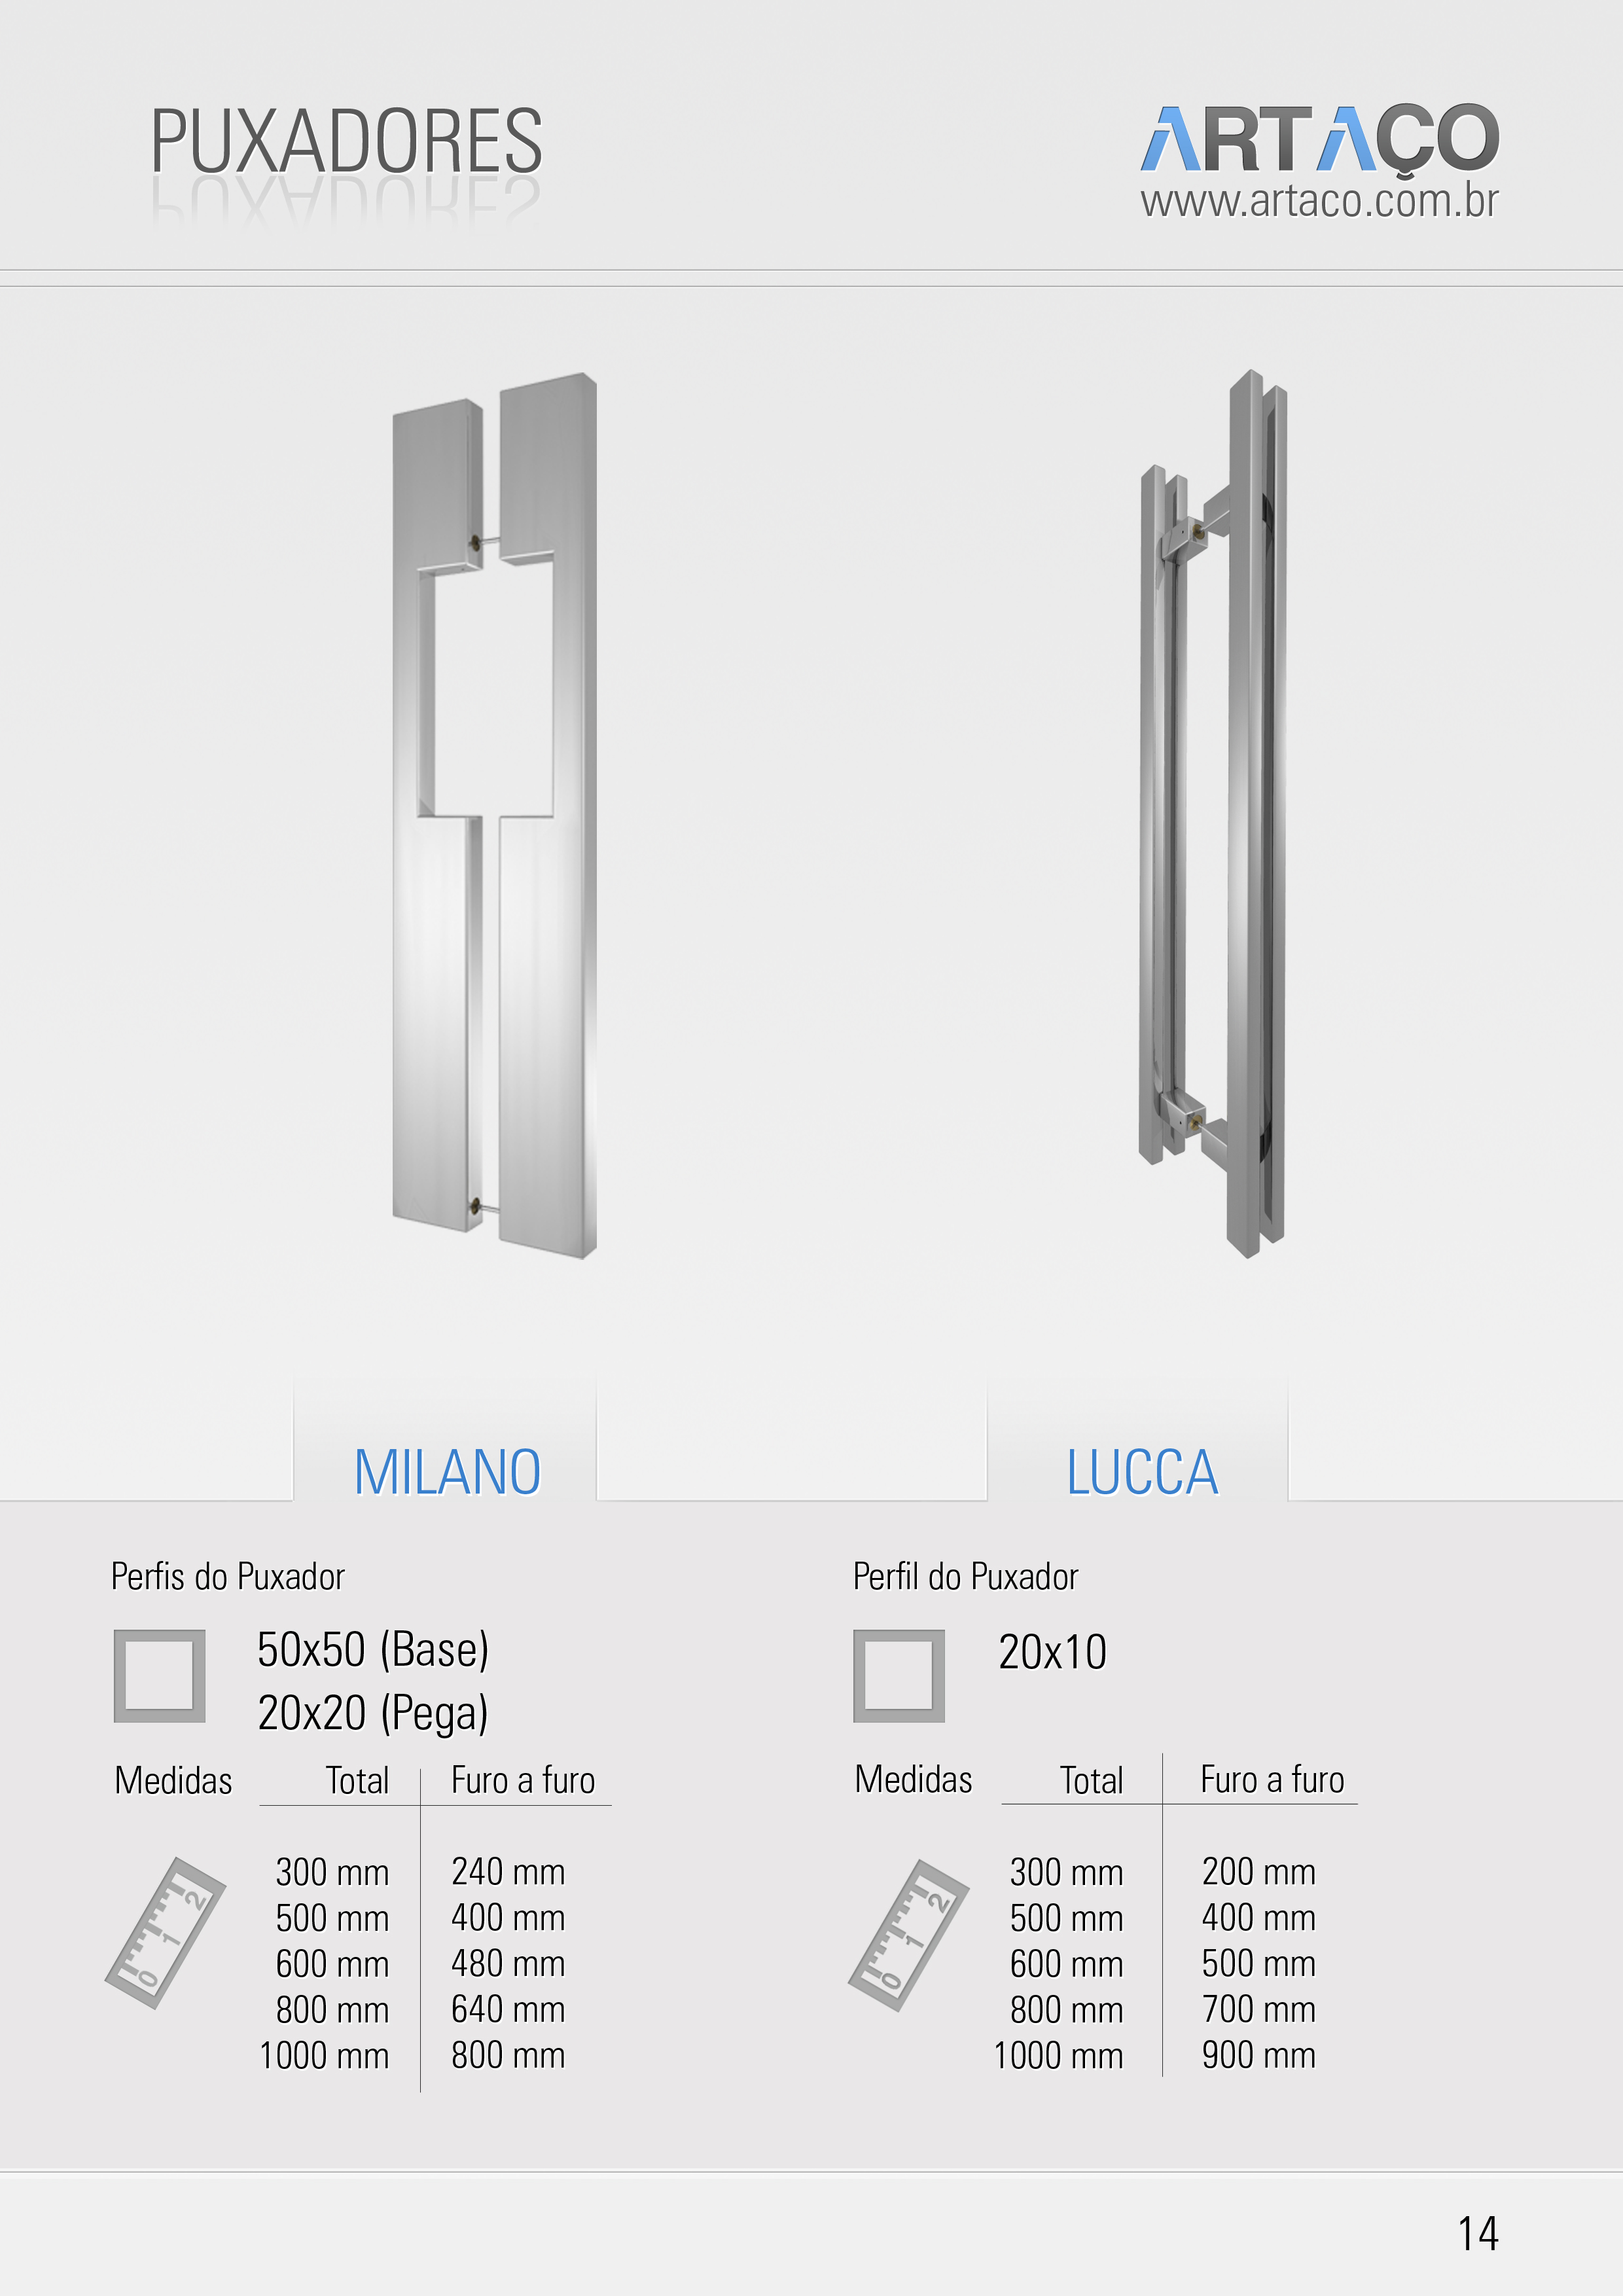 PUXADORES
ARTAÇO
www.artaco.com.br
MILANO
Perfis do Puxador
50x50 (Base)
20x20 (Pega)
Medidas Total Furo a furo
300 mm 240 mm
500 mm 400 mm
600 mm 480 mm
800 mm 640 mm
1000 mm 800 mm
0 1 2
LUCCA
Perfil do Puxador
20x10
Medidas Total Furo a furo
300 mm 200 mm
500 mm 400 mm
600 mm 500 mm
800 mm 700 mm
1000 mm 900 mm
0 1 2
14